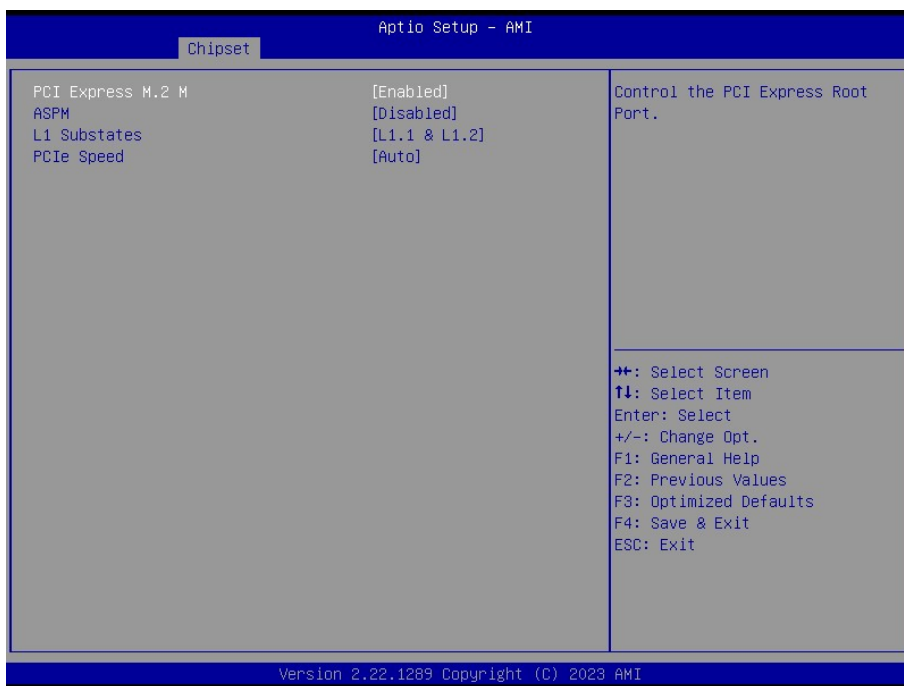 Aptio Setup – AMI
Chipset
PCI Express M.2 M [Enabled]
ASPM [Disabled]
L1 Substates [L1.1 & L1.2]
PCIe Speed [Auto]
Control the PCI Express Root
Port.
→←: Select Screen
↑↓: Select Item
Enter: Select
+/-: Change Opt.
F1: General Help
F2: Previous Values
F3: Optimized Defaults
F4: Save & Exit
ESC: Exit
Version 2.22.1289 Copyright (C) 2023 AMI